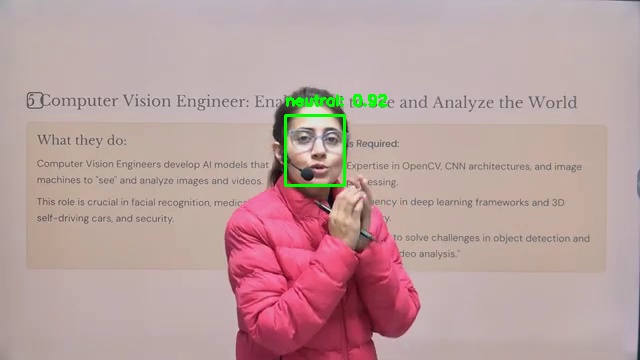 5 Computer Vision Engineer: Ena e and Analyze the World
neutral: 0.92
What they do:
s Required:
Computer Vision Engineers develop AI models that
machines to "see" and analyze images and videos.
Expertise in OpenCV, CNN architectures, and image
essing.
This role is crucial in facial recognition, medic
self-driving cars, and security.
ency in deep learning frameworks and 3D
y.
to solve challenges in object detection and
deo analysis."